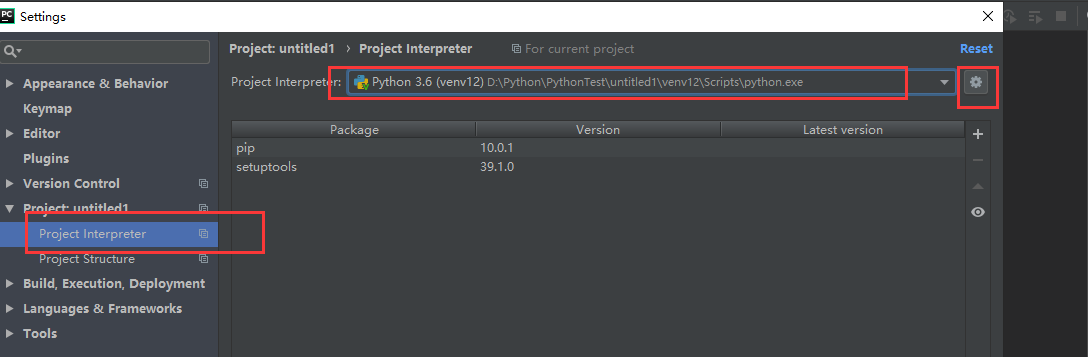 PC Settings
Project: untitled1 › Project Interpreter For current project Reset
Project Interpreter: Python 3.6 (venv12) D:\Python\PythonTest\untitled1\venv12\Scripts\python.exe
Appearance & Behavior
Keymap
Editor
Plugins
Version Control
Project: untitled1
Project Interpreter
Project Structure
Build, Execution, Deployment
Languages & Frameworks
Tools
Package Version Latest version
pip 10.0.1
setuptools 39.1.0